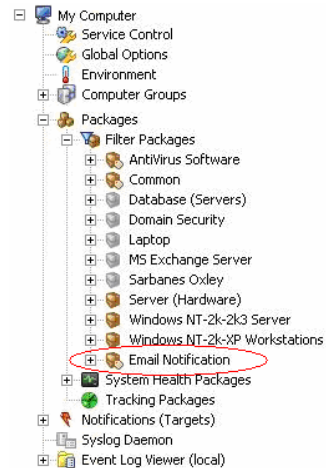 My Computer
Service Control
Global Options
Environment
Computer Groups
Packages
Filter Packages
AntiVirus Software
Common
Database (Servers)
Domain Security
Laptop
MS Exchange Server
Sarbanes Oxley
Server (Hardware)
Windows NT-2k-2k3 Server
Windows NT-2k-XP Workstations
Email Notification
System Health Packages
Tracking Packages
Notifications (Targets)
Syslog Daemon
Event Log Viewer (local)